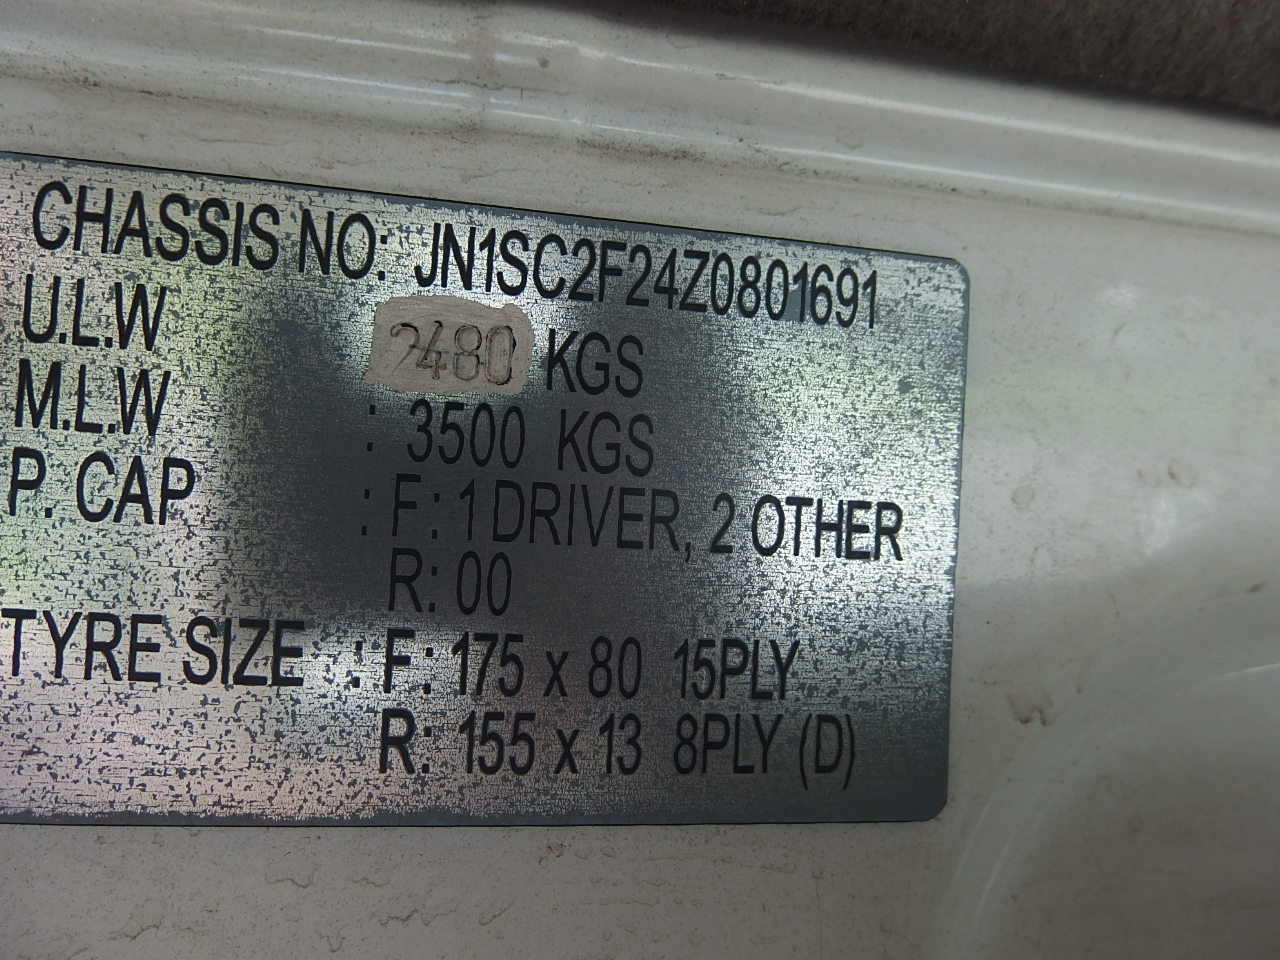 CHASSIS NO: JN1SC2F24Z0801691
U.L.W 2480 KGS
M.L.W : 3500 KGS
P. CAP : F: 1 DRIVER, 2 OTHER
R: 00
TYRE SIZE : F: 175 x 80 15PLY
R: 155 x 13 8PLY (D)